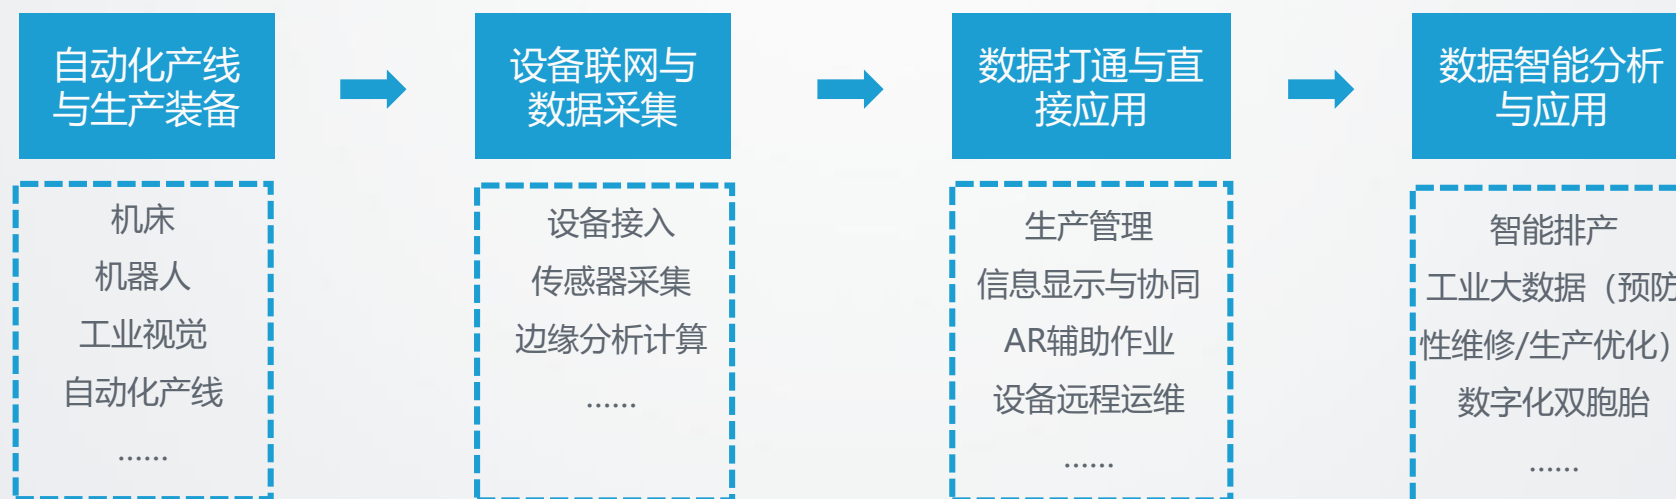 自动化产线
与生产装备
设备联网与
数据采集
数据打通与直
接应用
数据智能分析
与应用
机床
机器人
工业视觉
自动化产线
……
设备接入
传感器采集
边缘分析计算
……
生产管理
信息显示与协同
AR辅助作业
设备远程运维
……
智能排产
工业大数据（预防
性维修/生产优化）
数字化双胞胎
……